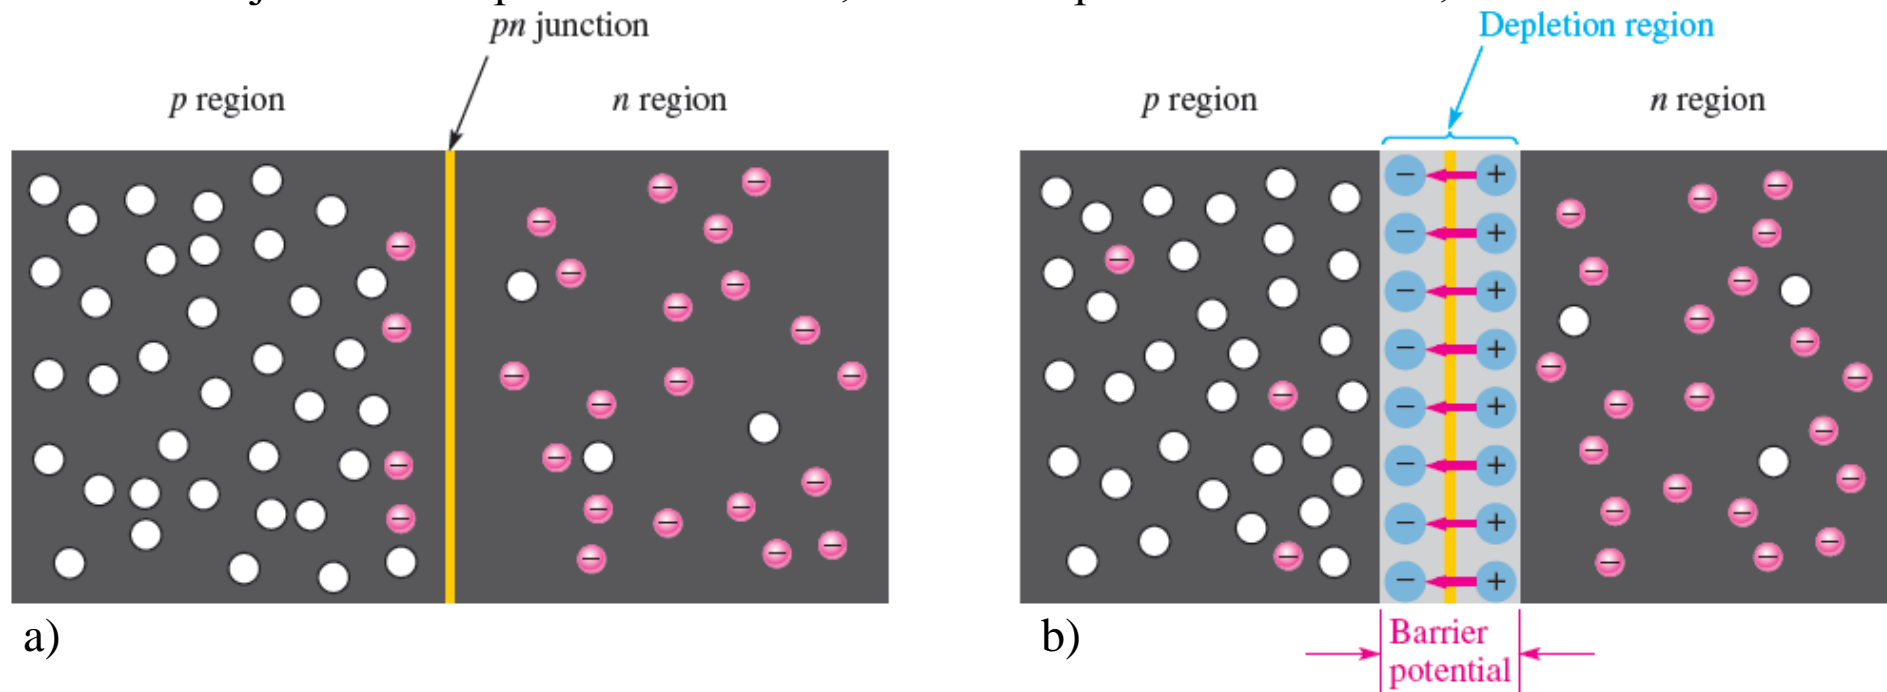 pn junction
p region
n region
a)
Depletion region
p region
n region
Barrier
potential
b)